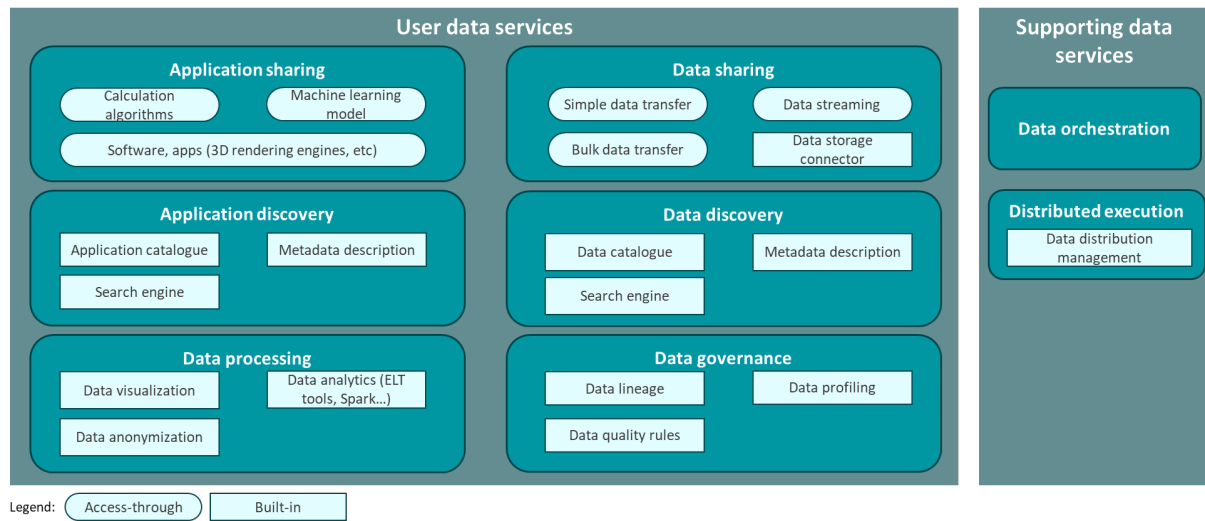 User data services
Application sharing
Calculation
algorithms
Machine learning
model
Software, apps (3D rendering engines, etc)
Data sharing
Simple data transfer
Data streaming
Bulk data transfer
Data storage
connector
Application discovery
Application catalogue
Metadata description
Search engine
Data discovery
Data catalogue
Metadata description
Search engine
Data processing
Data visualization
Data analytics (ELT
tools, Spark…)
Data anonymization
Data governance
Data lineage
Data profiling
Data quality rules
Supporting data
services
Data orchestration
Distributed execution
Data distribution
management
Legend:
Access-through
Built-in